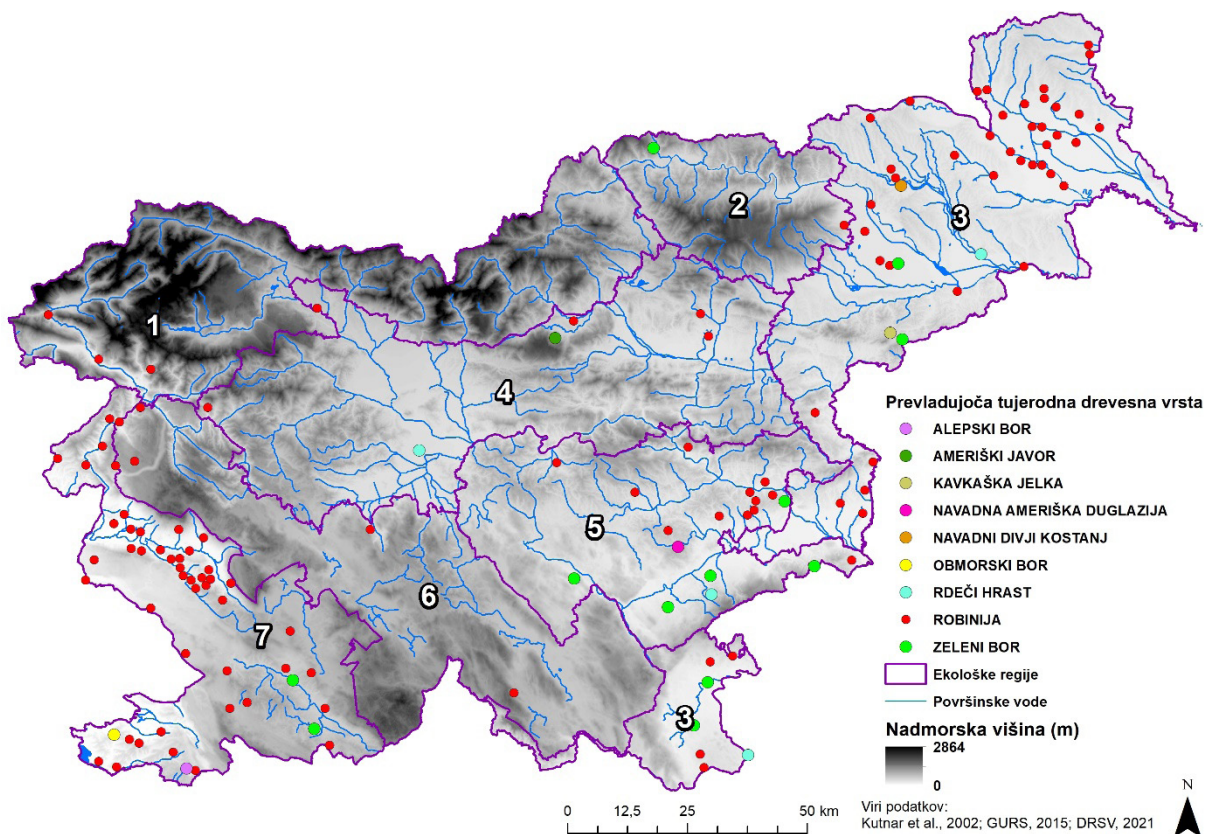 1
2
3
4
5
6
7
3
Prevladujoča tujerodna drevesna vrsta
ALEPSKI BOR
AMERIŠKI JAVOR
KAVKAŠKA JELKA
NAVADNA AMERIŠKA DUGLAZIJA
NAVADNI DIVJI KOSTANJ
OBMORSKI BOR
RDEČI HRAST
ROBINIJA
ZELENI BOR
Ekološke regije
Površinske vode
Nadmorska višina (m)
2864
0
0 12,5 25 50 km
Viri podatkov:
Kutnar et al., 2002; GURS, 2015; DRSV, 2021
N